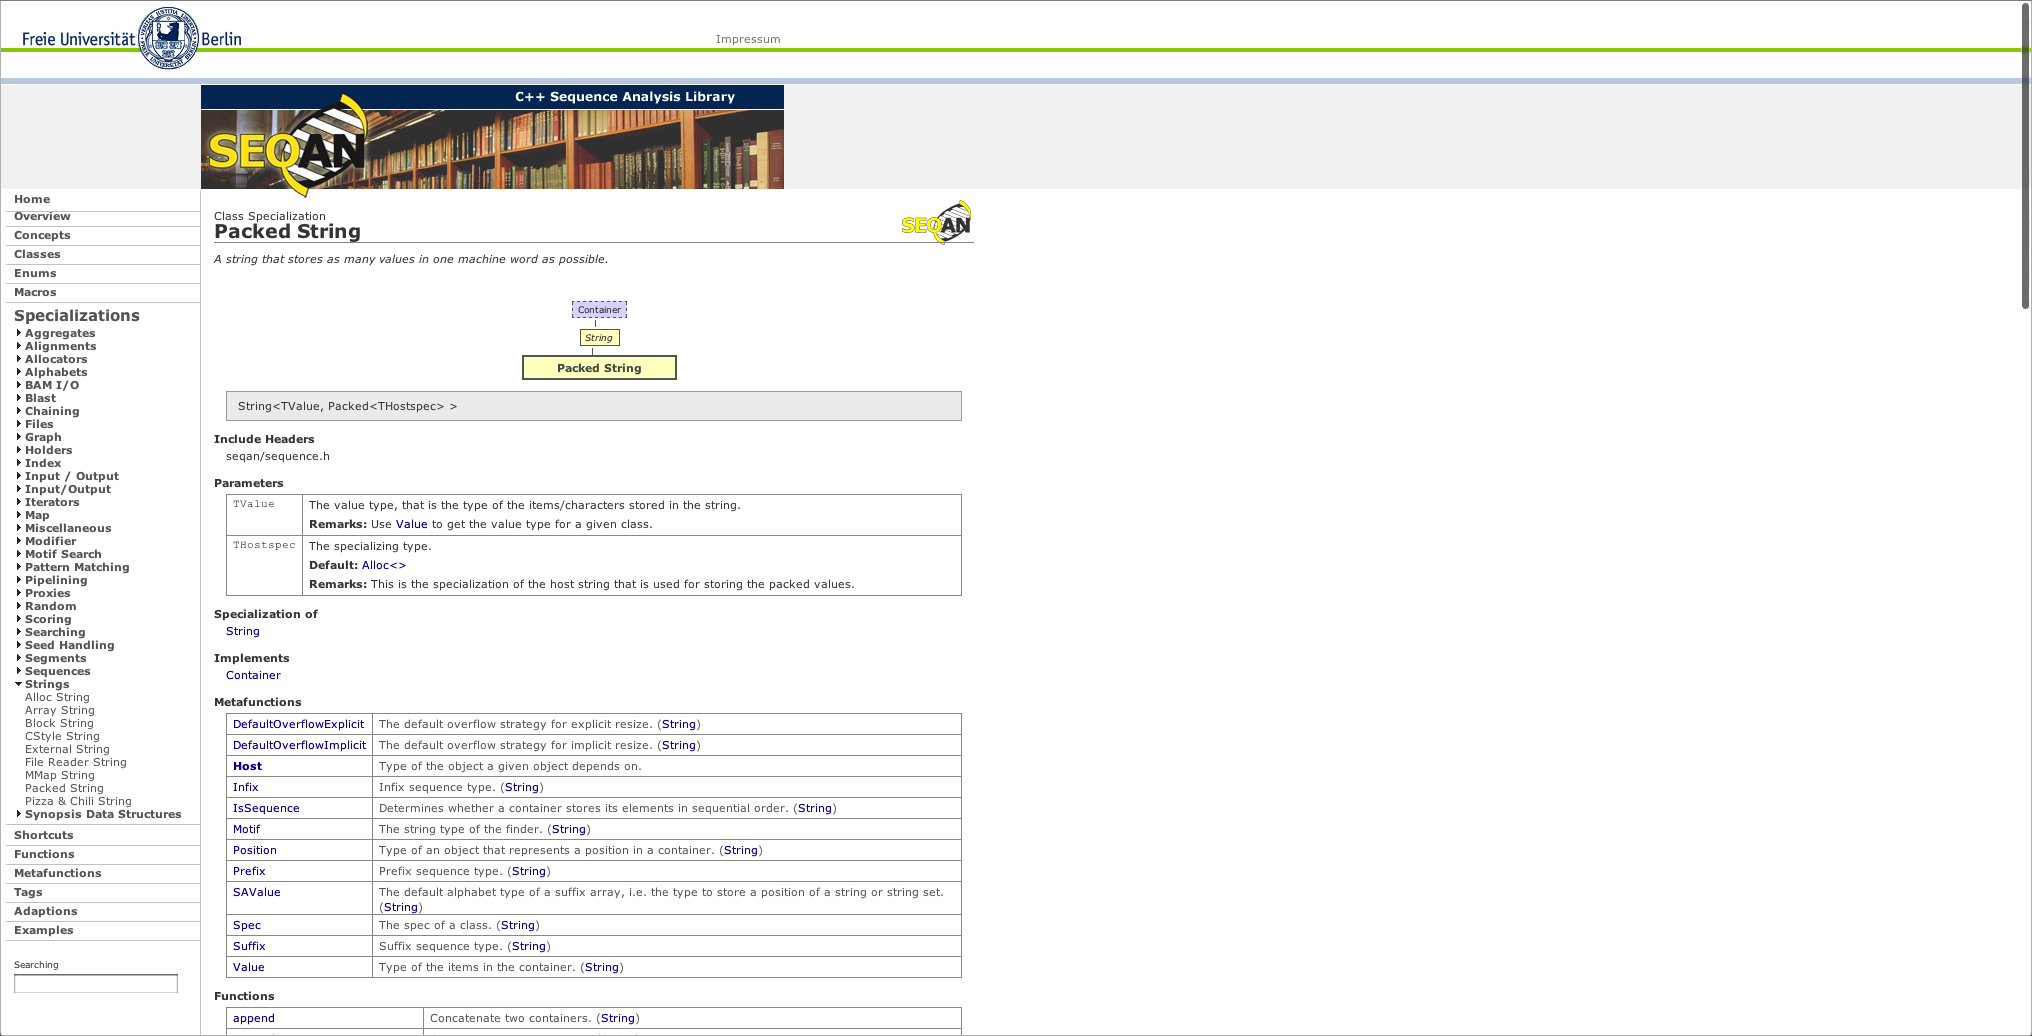 Freie Universität Berlin
Impressum
C++ Sequence Analysis Library
SEQAN
Home
Overview
Concepts
Classes
Enums
Macros
Specializations
Aggregates
Alignments
Allocators
Alphabets
BAM I/O
Blast
Chaining
Files
Graph
Holders
Index
Input / Output
Input/Output
Iterators
Map
Miscellaneous
Modifier
Motif Search
Pattern Matching
Pipelining
Proxies
Random
Scoring
Searching
Seed Handling
Segments
Sequences
Strings
Alloc String
Array String
Block String
CStyle String
External String
File Reader String
MMap String
Packed String
Pizza & Chili String
Synopsis Data Structures
Shortcuts
Functions
Metafunctions
Tags
Adaptions
Examples
Searching
Class Specialization
Packed String
SEQAN
A string that stores as many values in one machine word as possible.
Container
String
Packed String
String<TValue, Packed<THostspec> >
Include Headers
seqan/sequence.h
Parameters
TValue The value type, that is the type of the items/characters stored in the string.
Remarks: Use Value to get the value type for a given class.
THostspec The specializing type.
Default: Alloc<>
Remarks: This is the specialization of the host string that is used for storing the packed values.
Specialization of
String
Implements
Container
Metafunctions
DefaultOverflowExplicit The default overflow strategy for explicit resize. (String)
DefaultOverflowImplicit The default overflow strategy for implicit resize. (String)
Host Type of the object a given object depends on.
Infix Infix sequence type. (String)
IsSequence Determines whether a container stores its elements in sequential order. (String)
Motif The string type of the finder. (String)
Position Type of an object that represents a position in a container. (String)
Prefix Prefix sequence type. (String)
SAValue The default alphabet type of a suffix array, i.e. the type to store a position of a string or string set.
(String)
Spec The spec of a class. (String)
Suffix Suffix sequence type. (String)
Value Type of the items in the container. (String)
Functions
append Concatenate two containers. (String)